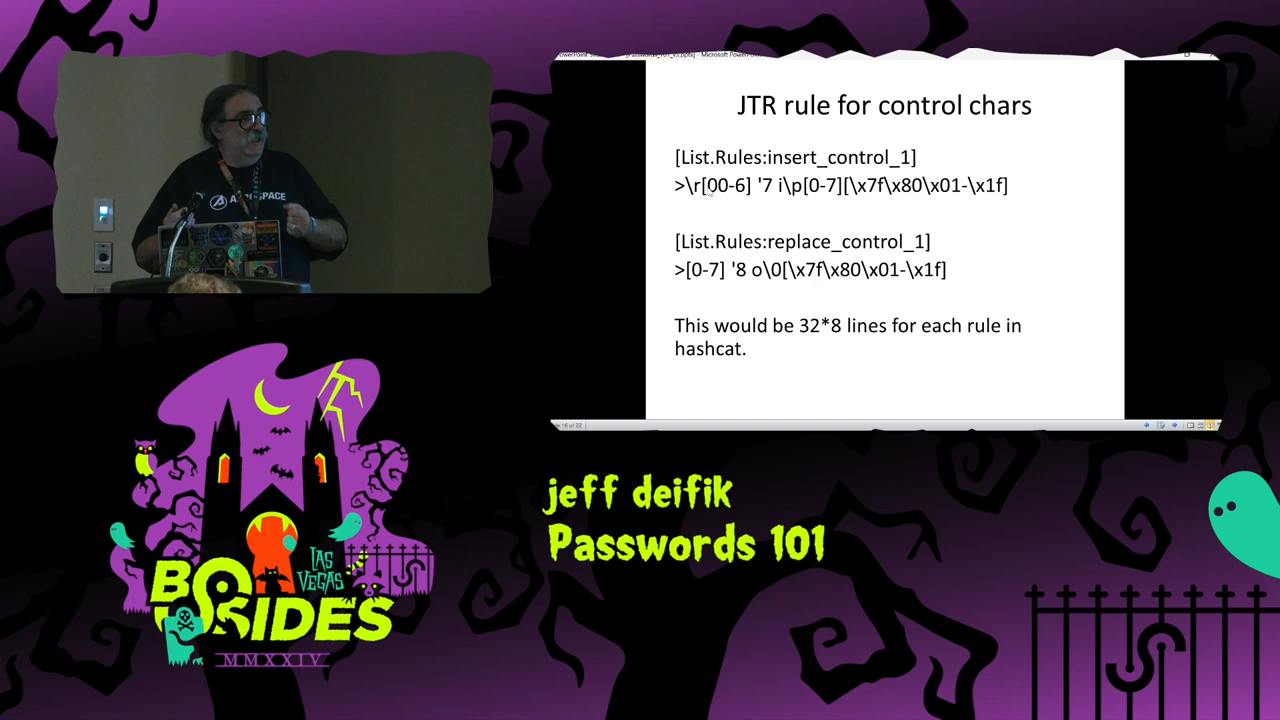 AEROSPACE
JTR rule for control chars
[List.Rules:insert_control_1]
>\r[00-6] '7 i\p[0-7][\x7f\x80\x01-\x1f]
[List.Rules:replace_control_1]
>[0-7] '8 o\0[\x7f\x80\x01-\x1f]
This would be 32*8 lines for each rule in
hashcat.
jeff deifik
Passwords 101
LAS
VEGAS
BSIDES
MMXXIV